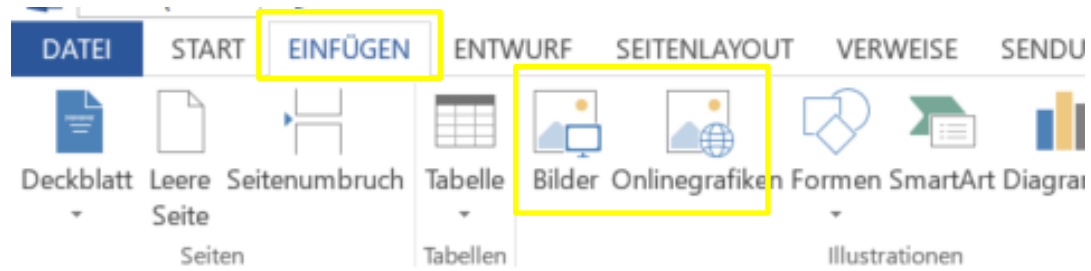 DATEI START EINFÜGEN ENTWURF SEITENLAYOUT VERWEISE
Deckblatt Leere Seitenumbruch Tabelle Bilder Onlinegrafiken Formen SmartArt
Seite
Seiten Tabellen Illustrationen